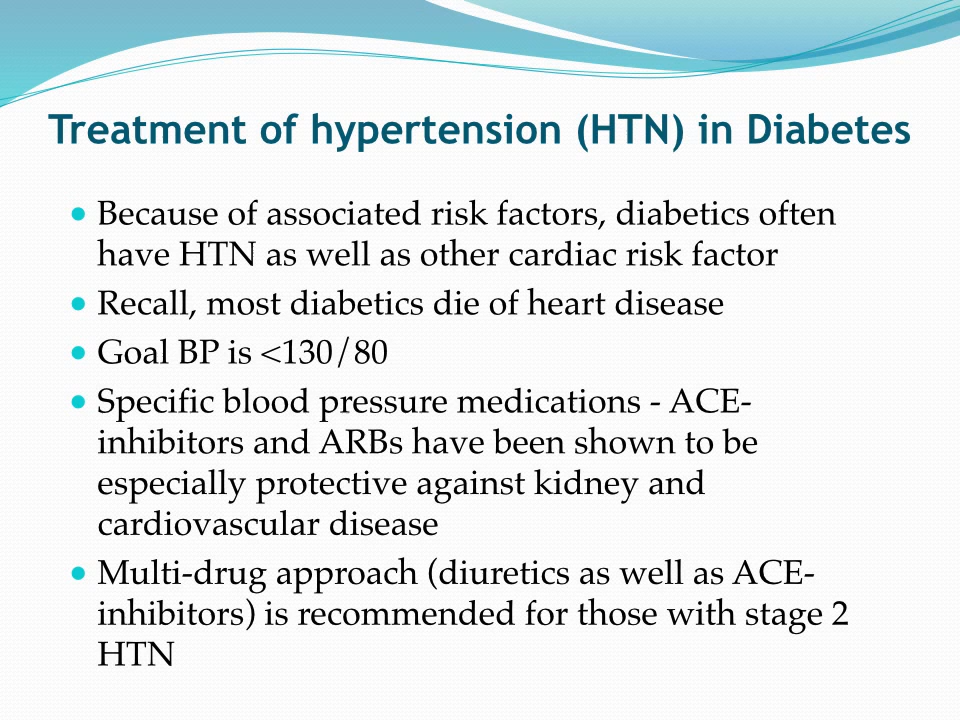 Treatment of hypertension (HTN) in Diabetes
• Because of associated risk factors, diabetics often
have HTN as well as other cardiac risk factor
• Recall, most diabetics die of heart disease
• Goal BP is <130/80
• Specific blood pressure medications - ACE-
inhibitors and ARBs have been shown to be
especially protective against kidney and
cardiovascular disease
• Multi-drug approach (diuretics as well as ACE-
inhibitors) is recommended for those with stage 2
HTN